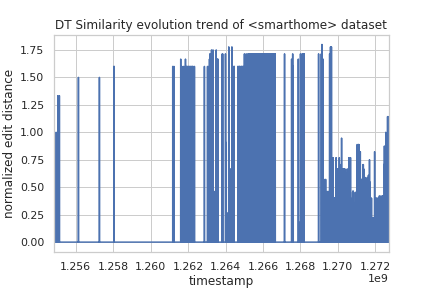 DT Similarity evolution trend of <smarthome> dataset
normalized edit distance
1.75
1.50
1.25
1.00
0.75
0.50
0.25
0.00
1.256 1.258 1.260 1.262 1.264 1.266 1.268 1.270 1.272
1e9
timestamp